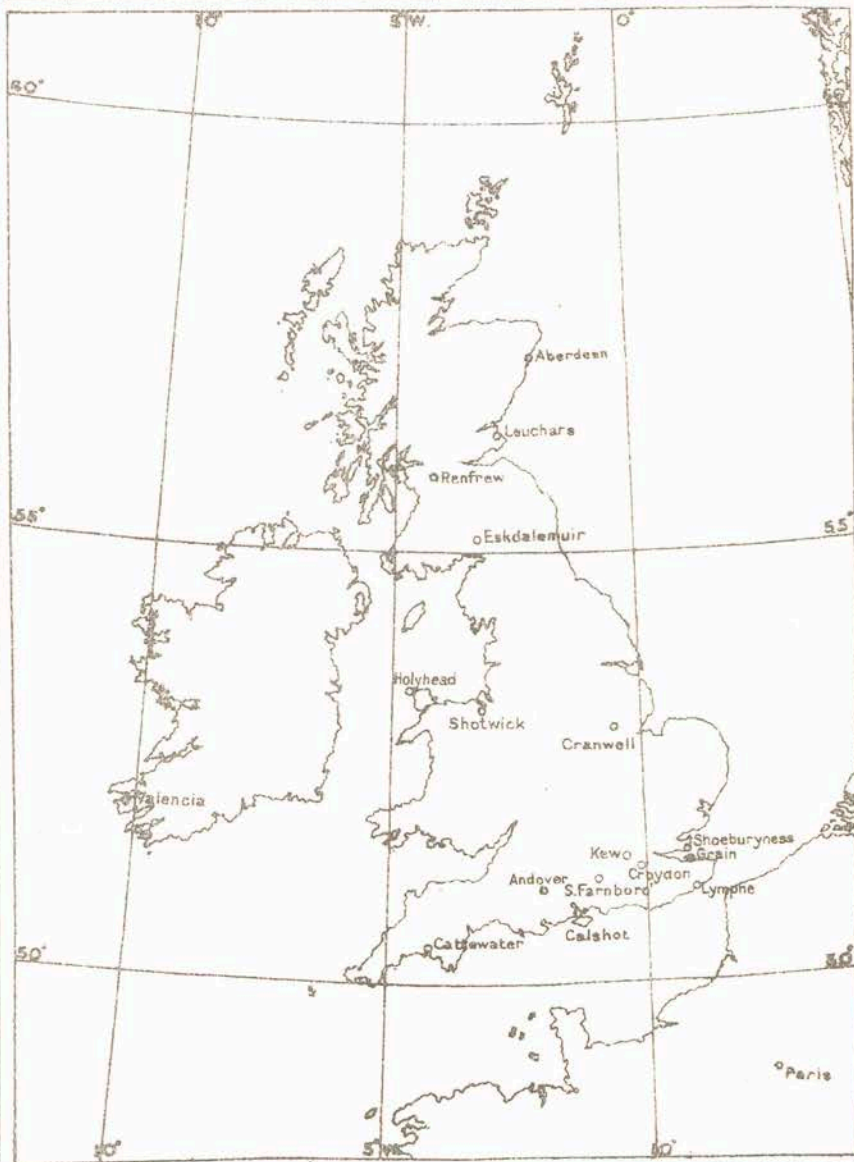 10° 5°W. 0°
60°
Aberdeen
Leuchars
Renfrew
55° 55°
Eskdalemuir
Holyhead
Shotwick
Cranwell
Valencia
Shoeburyness
Kew Grain
Croydon
Andover Lymphe
S. Farnboro'
Calshot
Cattewater
50° 50°
Paris
10° 5°W. 0°